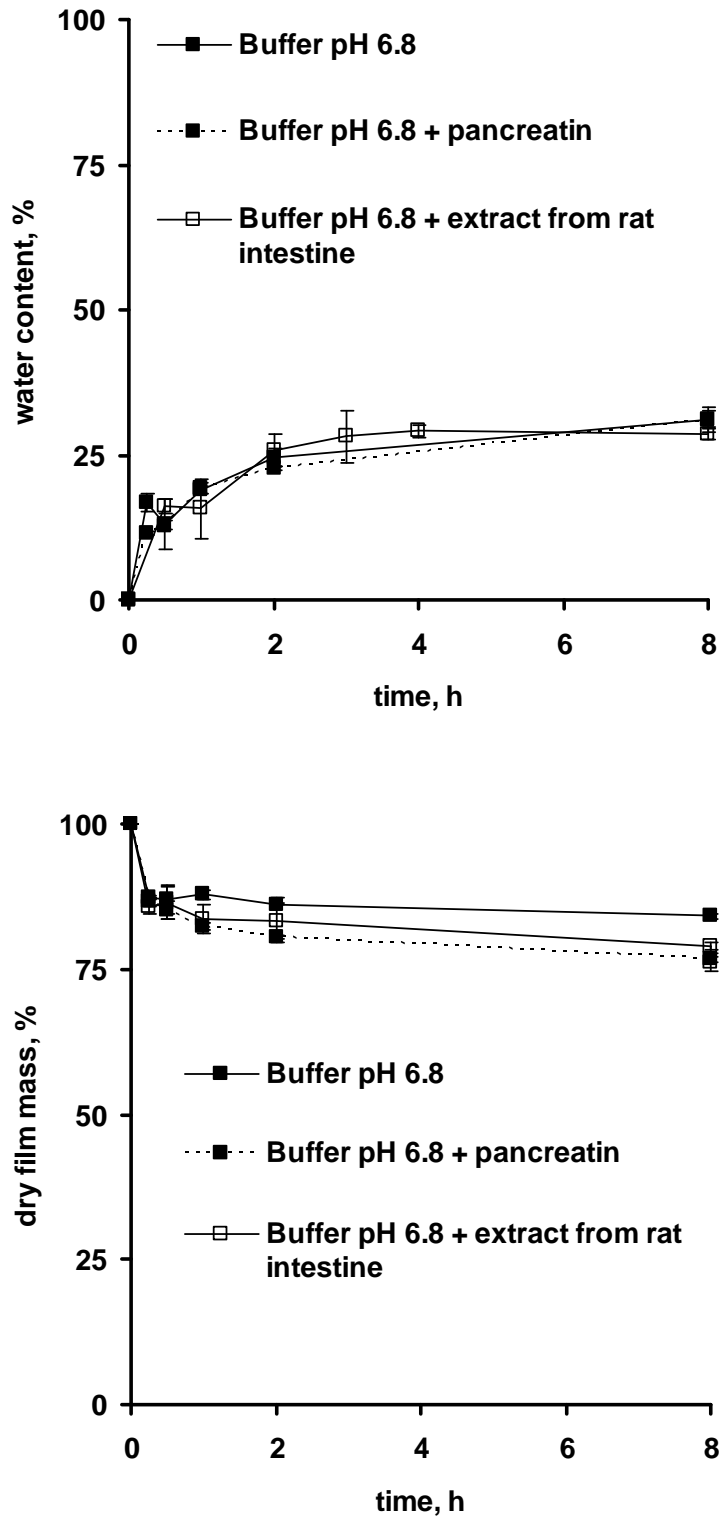 100
75
50
25
0
water content, %
Buffer pH 6.8
Buffer pH 6.8 + pancreatin
Buffer pH 6.8 + extract from rat
intestine
0
2
4
6
8
time, h
100
75
50
25
0
dry film mass, %
Buffer pH 6.8
Buffer pH 6.8 + pancreatin
Buffer pH 6.8 + extract from rat
intestine
0
2
4
6
8
time, h